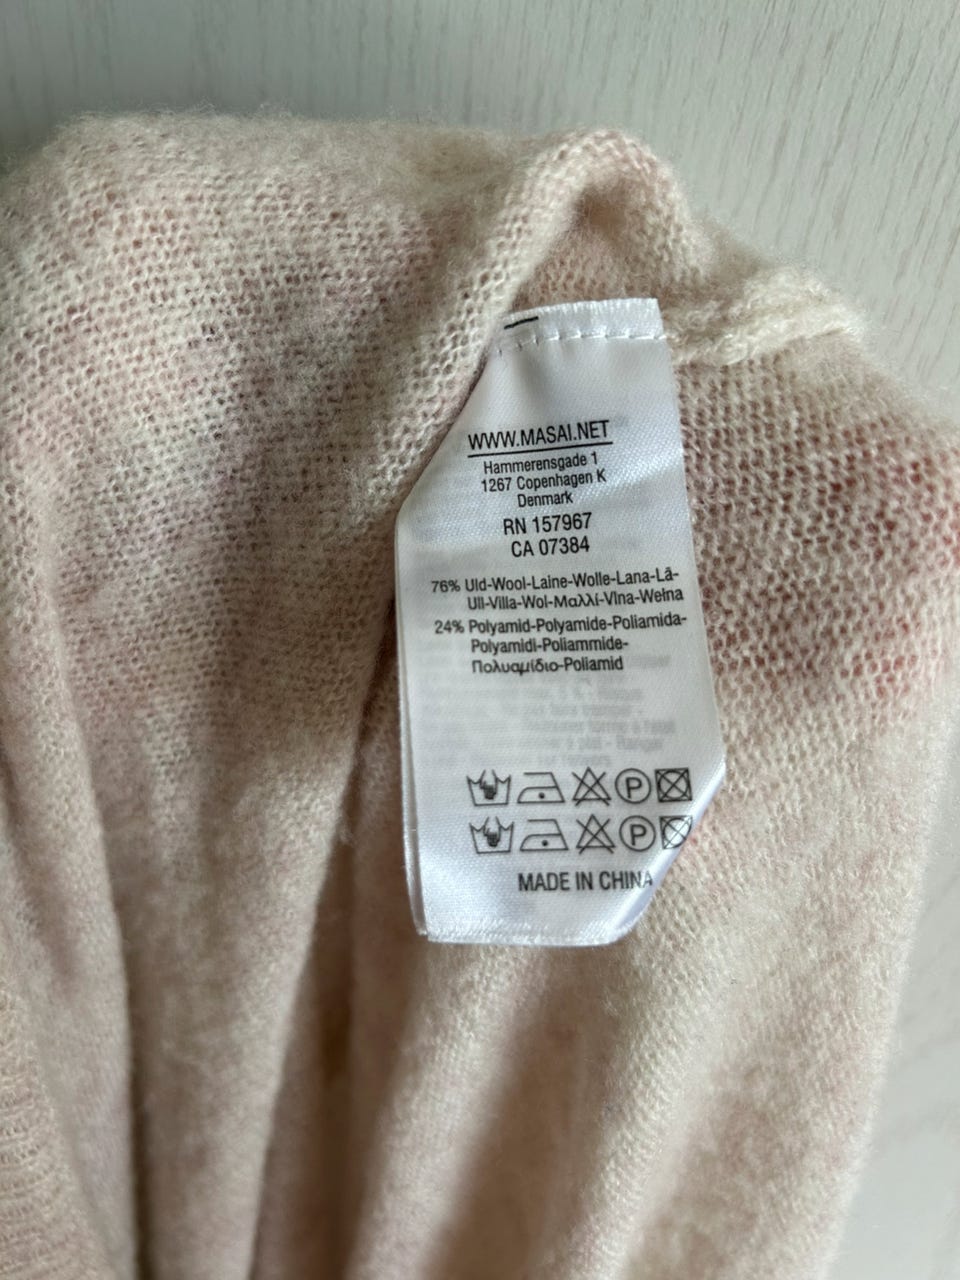 WWW.MASAI.NET
Hammerensgade 1
1267 Copenhagen K
Denmark
RN 157967
CA 07384
76% Uld-Wool-Laine-Wolle-Lana-Lã-
Ull-Villa-Wol-Μαλλί-Vlna-Wełna
24% Polyamid-Polyamide-Poliamida-
Polyamidi-Poliammide-
Πολυαμίδιο-Poliamid
P
P
MADE IN CHINA